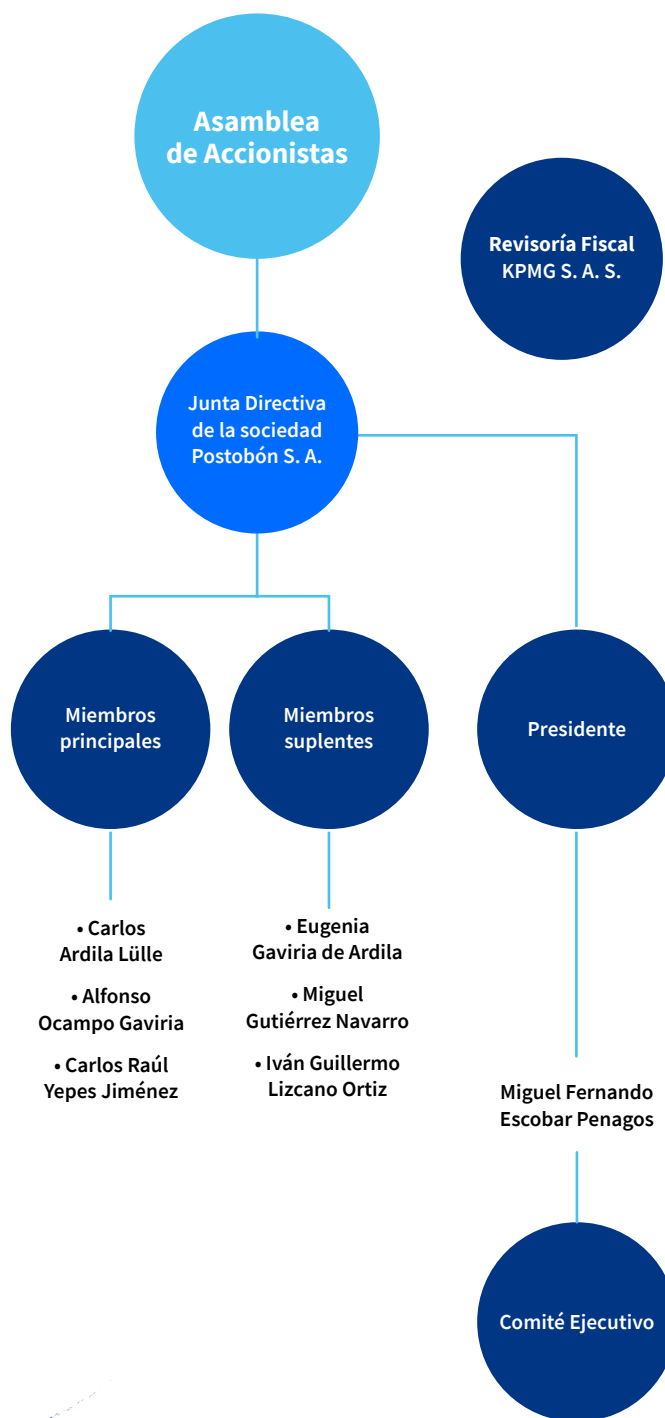 Asamblea
de Accionistas
Revisoría Fiscal
KPMG S. A. S.
Junta Directiva
de la sociedad
Postobón S. A.
Miembros
principales
Miembros
suplentes
Presidente
• Carlos
Ardila Lülle
• Alfonso
Ocampo Gaviria
• Carlos Raúl
Yepes Jiménez
• Eugenia
Gaviria de Ardila
• Miguel
Gutiérrez Navarro
• Iván Guillermo
Lizcano Ortiz
Miguel Fernando
Escobar Penagos
Comité Ejecutivo